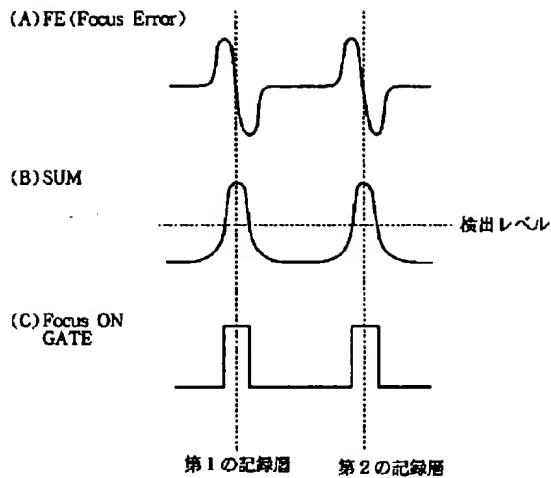 (A)FE(Focus Error)
(B)SUM
検出レベル
(C)Focus ON
GATE
第1の記録層
第2の記録層